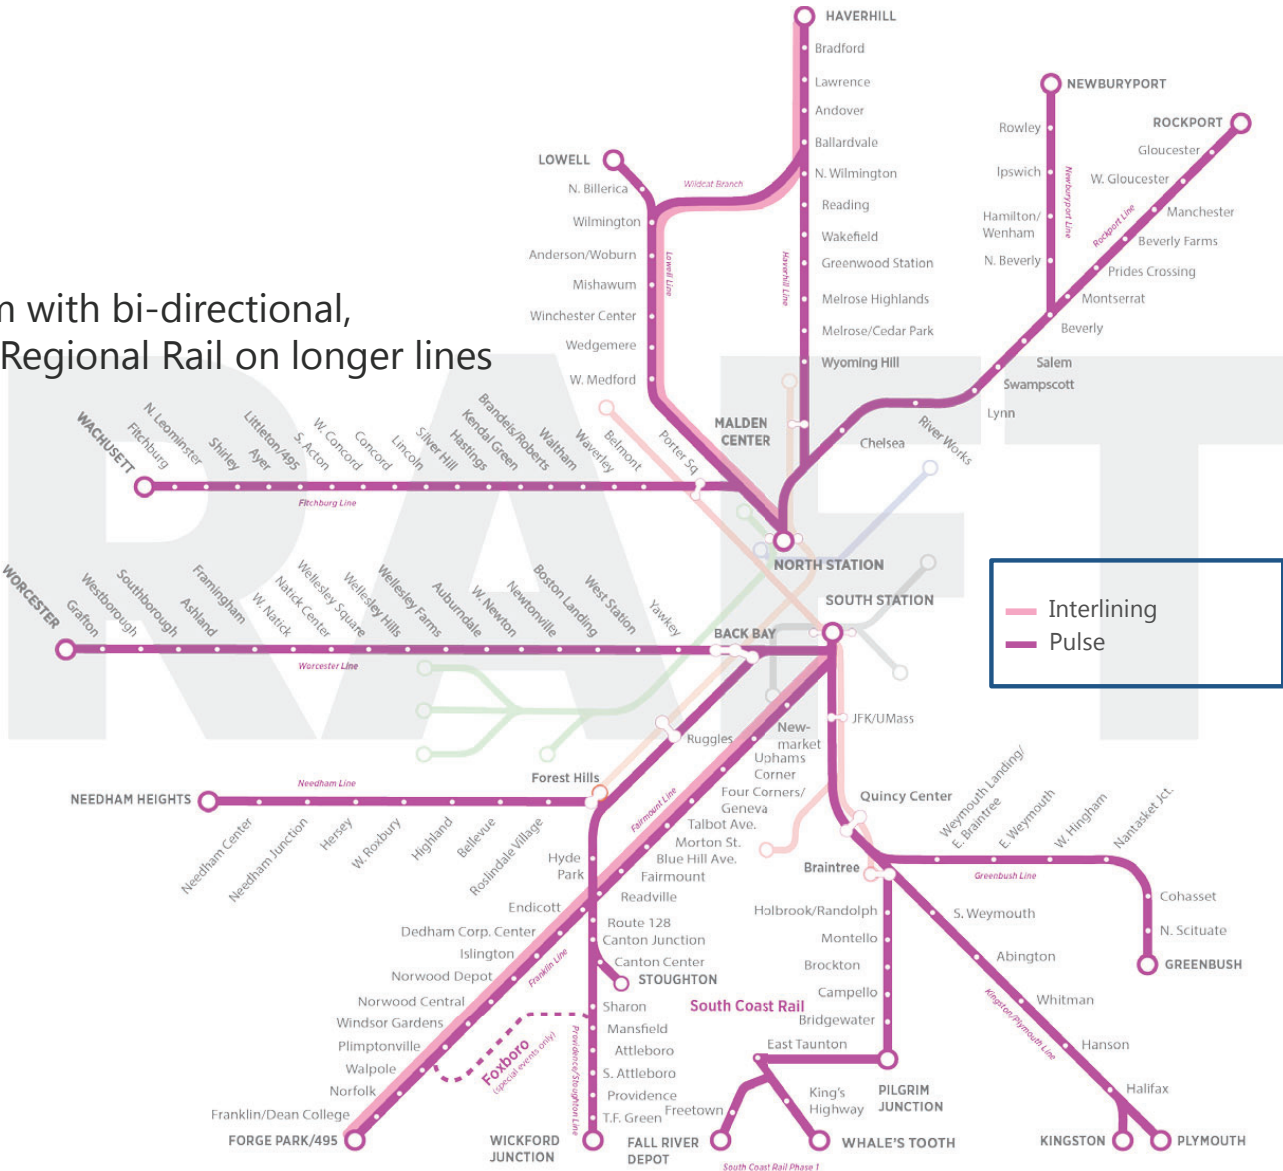 HAVERHILL
Bradford
Lawrence
Andover
Ballardvale
N. Wilmington
Reading
Wakefield
Greenwood Station
Melrose Highlands
Melrose/Cedar Park
Wyoming Hill
MALDEN
CENTER
Haverhill Line
Wildcat Branch
NEWBURYPORT
Rowley
Ipswich
Hamilton/
Wenham
N. Beverly
Newburyport Line
ROCKPORT
Gloucester
W. Gloucester
Manchester
Beverly Farms
Prides Crossing
Montserrat
Beverly
Rockport Line
Salem
Swampscott
Lynn
River Works
Chelsea
LOWELL
N. Billerica
Wilmington
Anderson/Woburn
Mishawum
Winchester Center
Wedgemere
W. Medford
Lowell Line
m with bi-directional,
Regional Rail on longer lines
RAFT
WACHUSETT
Fitchburg
N. Leominster
Shirley
Ayer
Littleton/495
S. Acton
W. Concord
Concord
Lincoln
Silver Hill
Hastings
Kendal Green
Brandeis/Roberts
Waltham
Waverley
Belmont
Porter Sq
Fitchburg Line
NORTH STATION
SOUTH STATION
BACK BAY
Interlining
Pulse
WORCESTER
Grafton
Westborough
Southborough
Ashland
Framingham
W. Natick
Natick Center
Wellesley Square
Wellesley Hills
Wellesley Farms
Auburndale
W. Newton
Newtonville
Boston Landing
West Station
Yawkey
Worcester Line
JFK/UMass
Quincy Center
Braintree
Ruggles
Forest Hills
New-
market
Uphams
Corner
Four Corners/
Geneva
Talbot Ave.
Morton St.
Blue Hill Ave.
Fairmount
Readville
Fairmount Line
NEEDHAM HEIGHTS
Needham Line
Needham Center
Needham Junction
Hersey
W. Roxbury
Highland
Bellevue
Roslindale Village
Hyde
Park
Weymouth Landing/
E. Braintree
E. Weymouth
W. Hingham
Nantasket Jct.
Greenbush Line
Cohasset
N. Scituate
GREENBUSH
Endicott
Dedham Corp. Center
Islington
Norwood Depot
Norwood Central
Windsor Gardens
Plimptonville
Walpole
Norfolk
Franklin/Dean College
FORGE PARK/495
Franklin Line
Foxboro
(special events only)
Route 128
Canton Junction
Canton Center
STOUGHTON
Sharon
Mansfield
Attleboro
S. Attleboro
Providence
T.F. Green
WICKFORD
JUNCTION
Providence/Stoughton Line
South Coast Rail
Holbrook/Randolph
Montello
Brockton
Campello
Bridgewater
East Taunton
PILGRIM
JUNCTION
King's
Highway
Freetown
FALL RIVER
DEPOT
WHALE'S TOOTH
South Coast Rail Phase 1
S. Weymouth
Abington
Whitman
Hanson
Halifax
Kingston/Plymouth Line
KINGSTON
PLYMOUTH